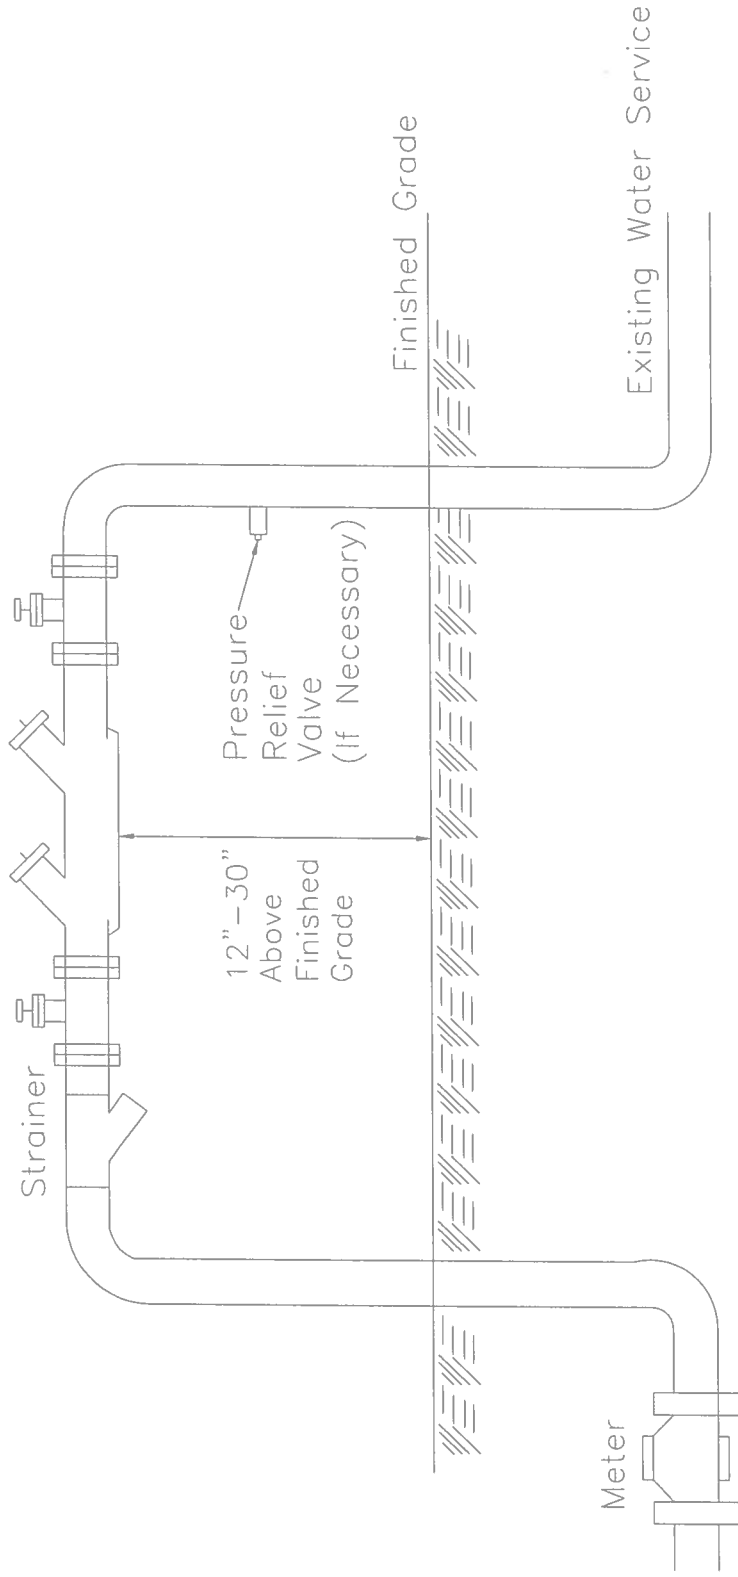 Strainer
12"-30"
Above
Finished
Grade
Pressure
Relief
Valve
(If Necessary)
Finished Grade
Meter
Existing Water Service